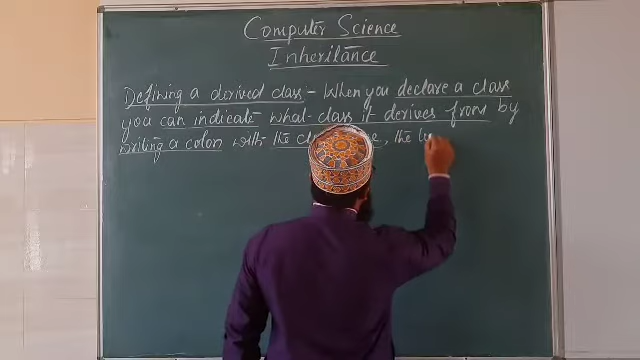 Computer Science
Inheritance
Defining a derived class - When you declare a class
you can indicate what class it derives from by
writing a colon with the , the